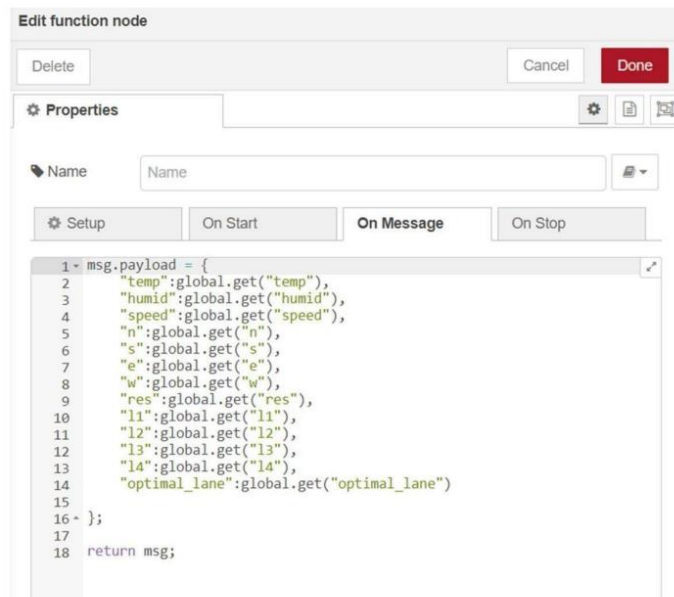 Edit function node
Delete Cancel Done
Properties
Name Name
Setup On Start On Message On Stop
1 msg.payload = {
2 "temp":global.get("temp"),
3 "humid":global.get("humid"),
4 "speed":global.get("speed"),
5 "n":global.get("n"),
6 "s":global.get("s"),
7 "e":global.get("e"),
8 "w":global.get("w"),
9 "res":global.get("res"),
10 "l1":global.get("l1"),
11 "l2":global.get("l2"),
12 "l3":global.get("l3"),
13 "l4":global.get("l4"),
14 "optimal_lane":global.get("optimal_lane")
15
16 };
17
18 return msg;